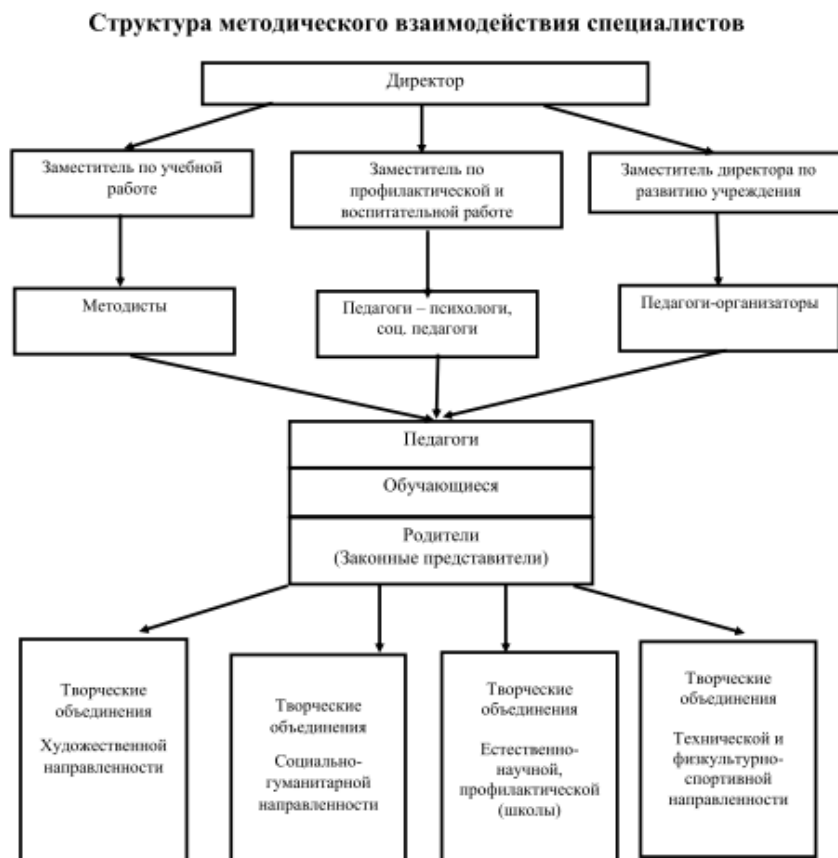 Структура методического взаимодействия специалистов
Директор
Заместитель по учебной
работе
Заместитель по
профилактической и
воспитательной работе
Заместитель директора по
развитию учреждения
Методисты
Педагоги – психологи,
соц. педагоги
Педагоги-организаторы
Педагоги
Обучающиеся
Родители
(Законные представители)
Творческие
объединения
Художественной
направленности
Творческие
объединения
Социально-
гуманитарной
направленности
Творческие
объединения
Естественно-
научной,
профилактической
(школы)
Творческие
объединения
Технической и
физкультурно-
спортивной
направленности